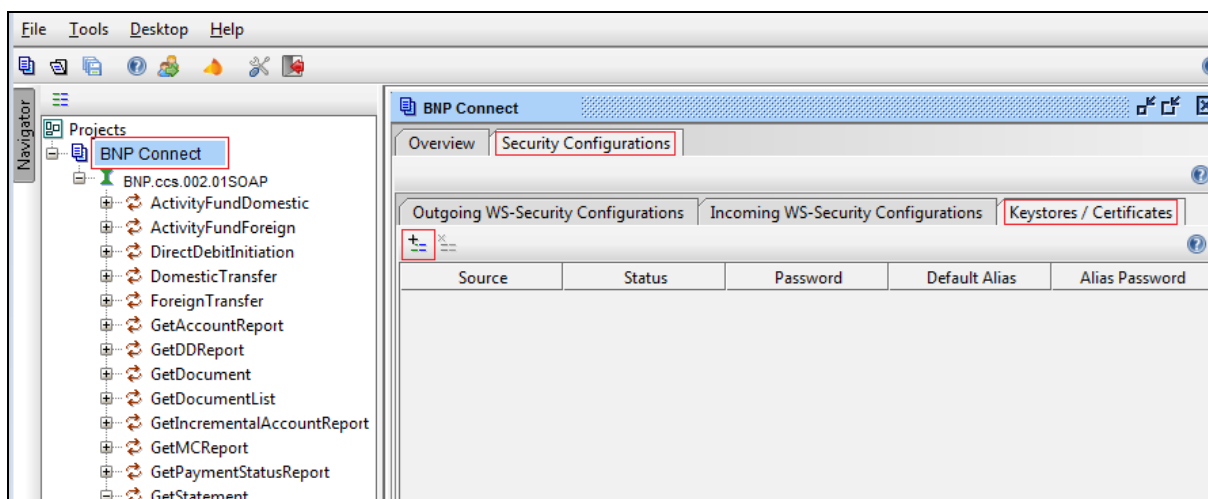 File Tools Desktop Help
Navigator
Projects
BNP Connect
BNP.ccs.002.01SOAP
ActivityFundDomestic
ActivityFundForeign
DirectDebitInitiation
DomesticTransfer
ForeignTransfer
GetAccountReport
GetDDReport
GetDocument
GetDocumentList
GetIncrementalAccountReport
GetMCReport
GetPaymentStatusReport
GetStatement
BNP Connect
Overview Security Configurations
Outgoing WS-Security Configurations Incoming WS-Security Configurations Keystores / Certificates
Source Status Password Default Alias Alias Password